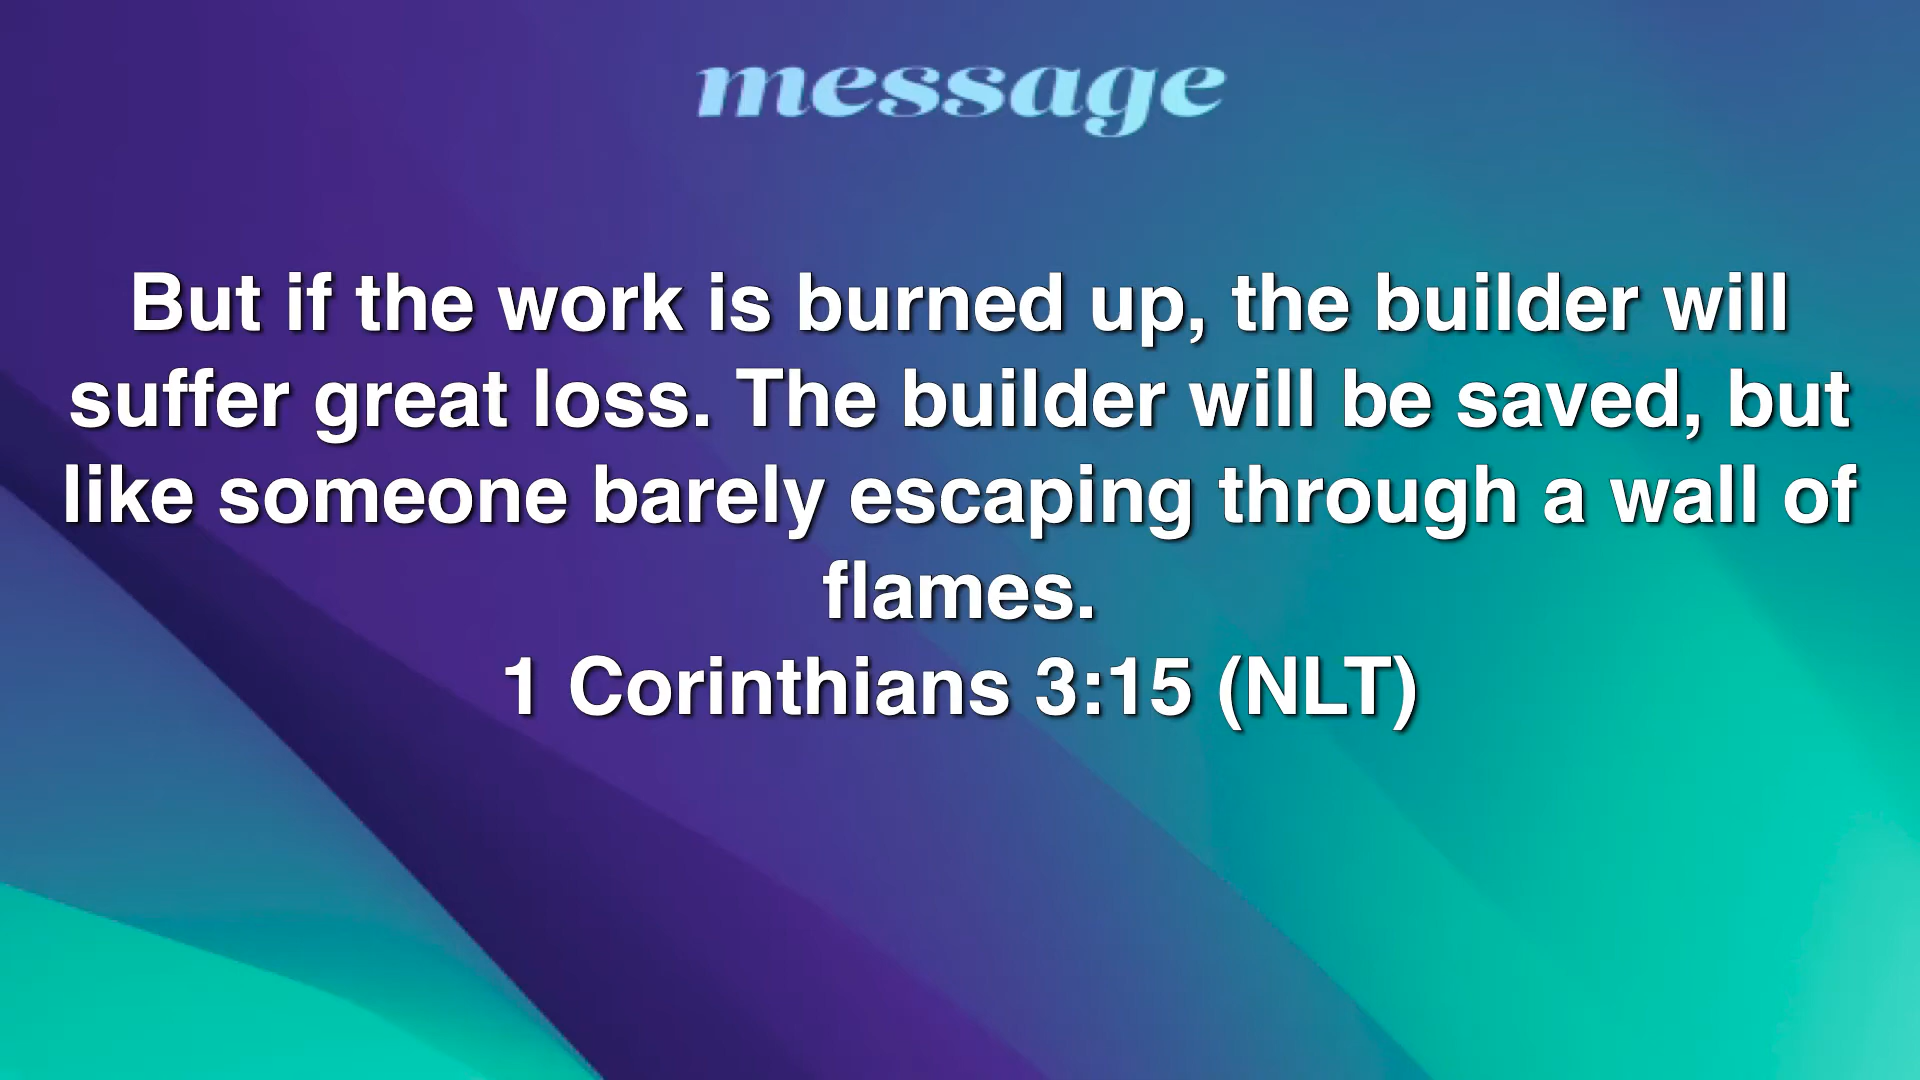 message
But if the work is burned up, the builder will
suffer great loss. The builder will be saved, but
like someone barely escaping through a wall of
flames.
1 Corinthians 3:15 (NLT)